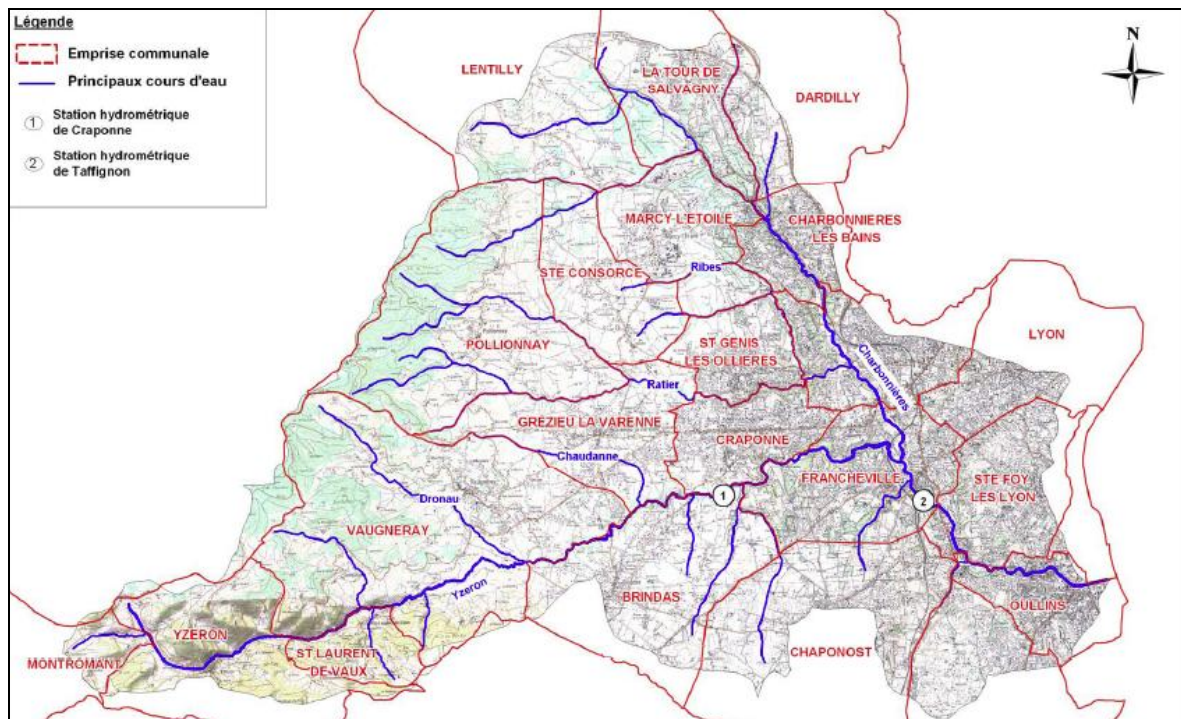 Légende
Emprise communale
Principaux cours d'eau
1
Station hydrométrique
de Craponne
2
Station hydrométrique
de Taffignon
N
LENTILLY
LA TOUR DE
SALVAGNY
DARDILLY
MARCY-L'ETOILE
CHARBONNIERES
LES BAINS
STE CONSORCE
Ribes
LYON
POLLIONNAY
ST GENIS
LES OLLIERES
Charbonnières
Ratier
GREZIEU LA VARENNE
CRAPONNE
Chaudanne
FRANCHEVILLE
STE FOY
LES LYON
Dronau
1
2
VAUGNERAY
Yzeron
BRINDAS
OULLINS
YZERON
MONTROMANT
ST LAURENT
DE-VAUX
CHAPONOST